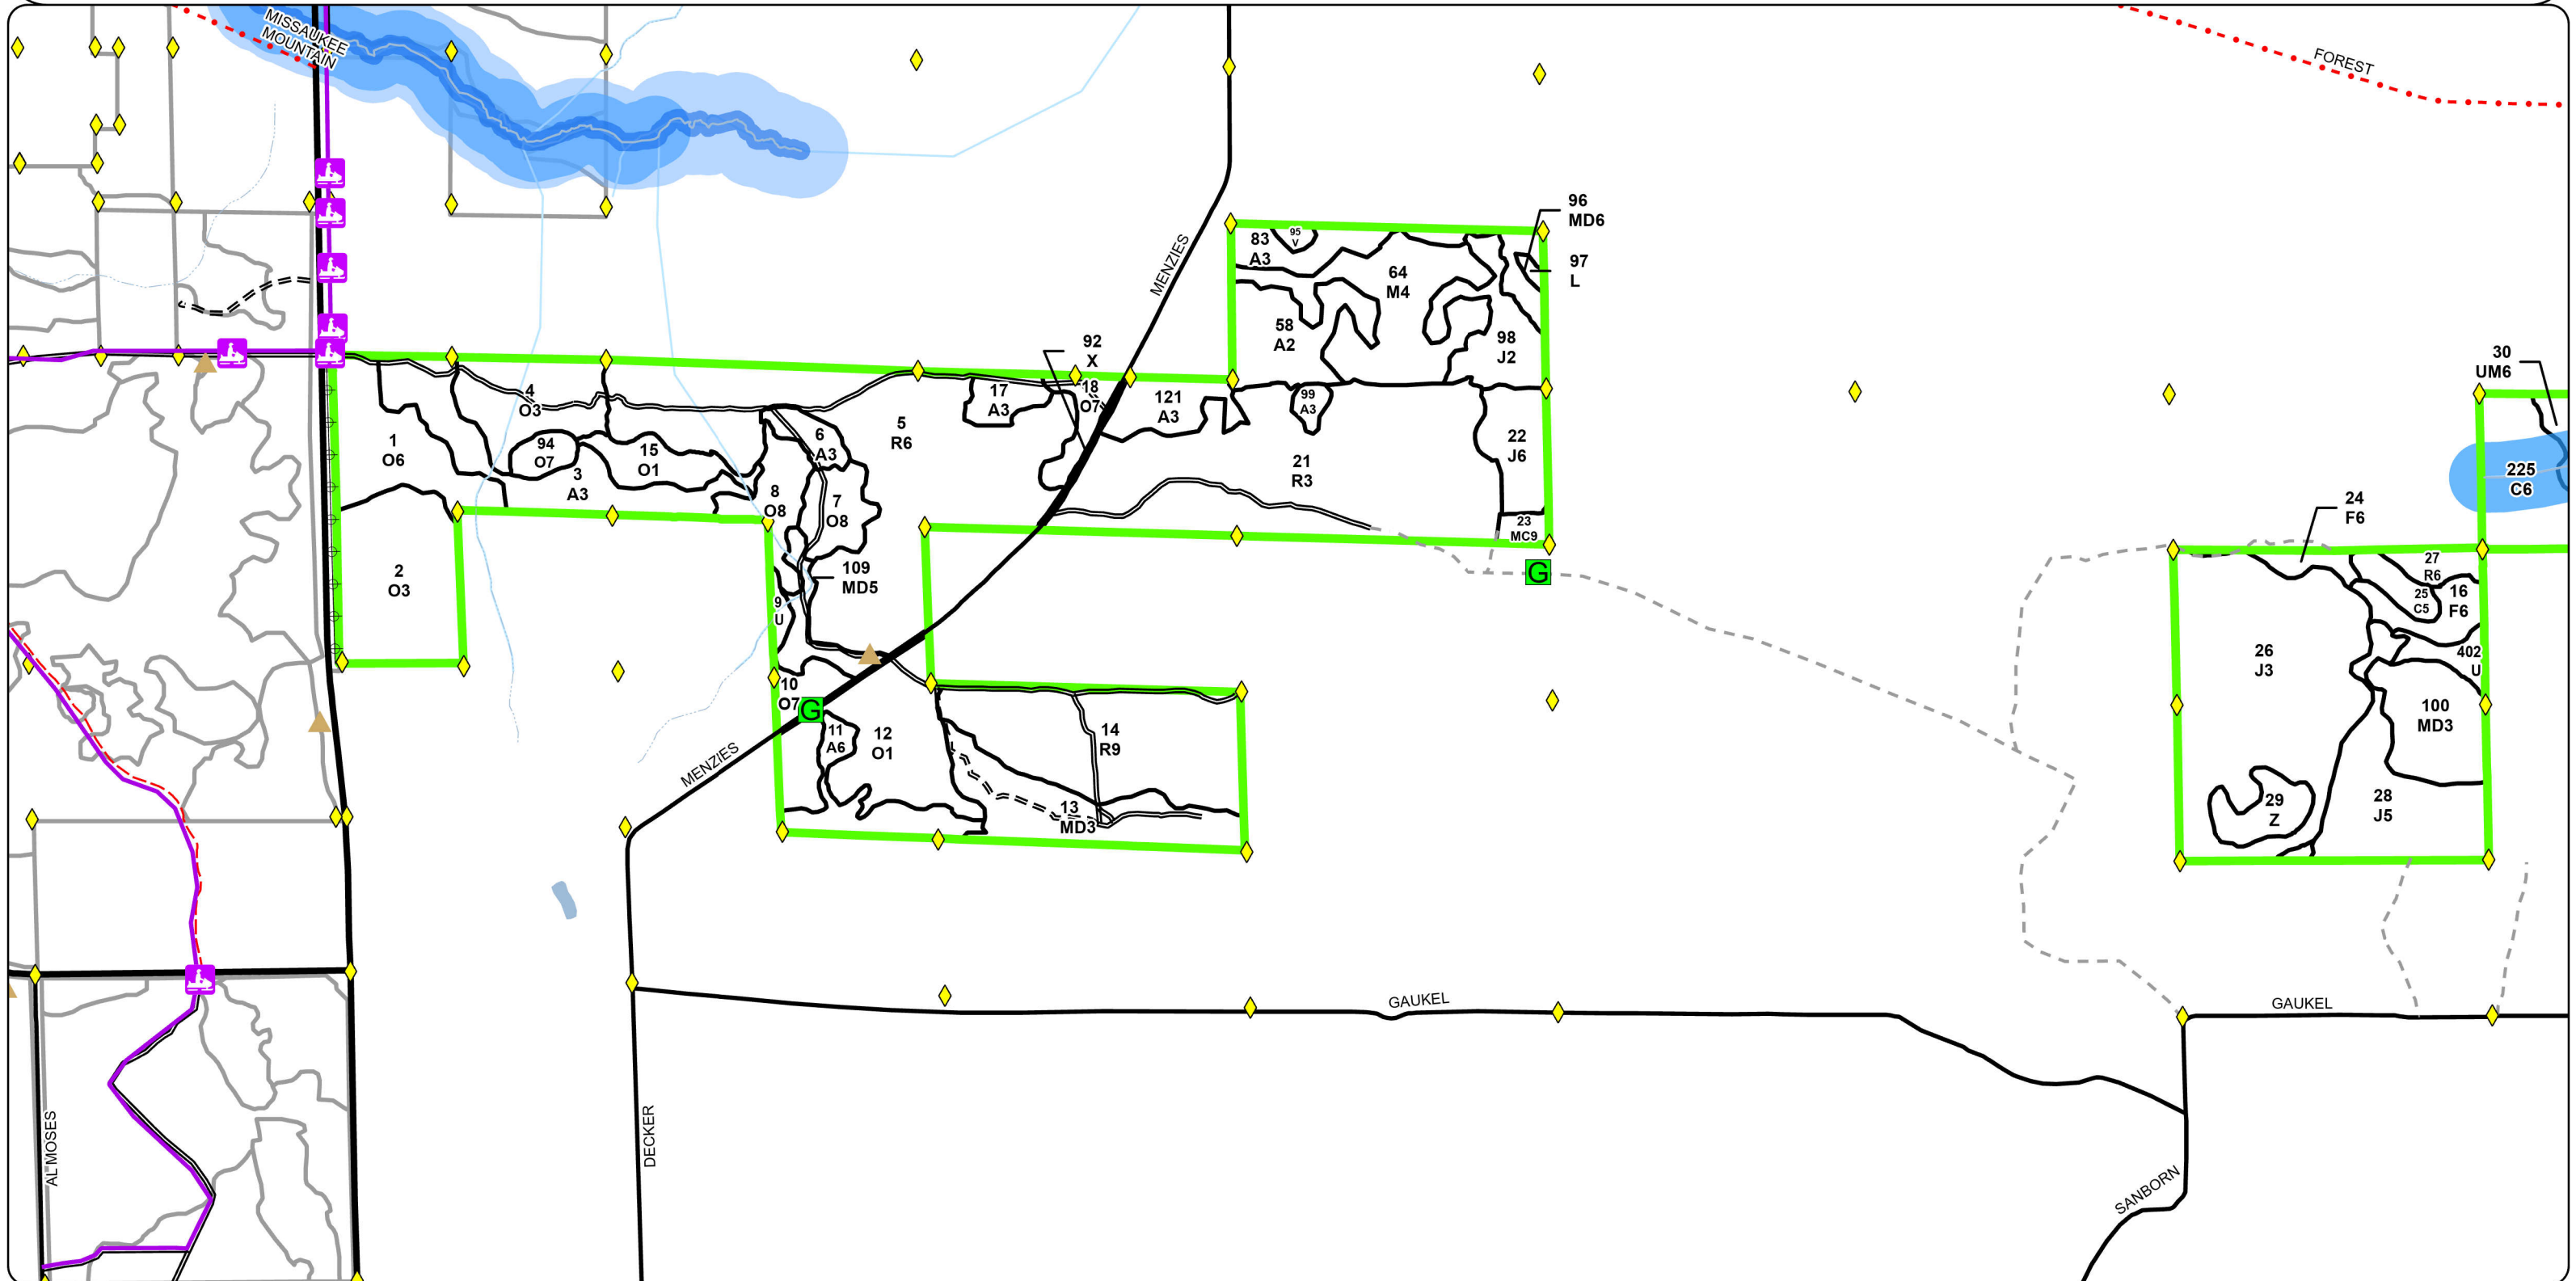 MISSAUKEE
MOUNTAIN
FOREST
MENZIES
96
MD6
97
L
83
A3
95
V
64
M4
58
A2
98
J2
92
X
18
O7
17
A3
121
A3
99
A3
4
O3
1
O6
94
O7
3
A3
15
O1
6
A3
5
R6
8
O8
7
O8
21
R3
22
J6
23
MC9
2
O3
109
MD5
9
U
10
O7
G
11
A6
12
O1
14
R9
13
MD3
G
30
UM6
225
C6
24
F6
27
R6
25
C5
16
F6
26
J3
402
U
100
MD3
29
Z
28
J5
MENZIES
GAUKEL
GAUKEL
AL MOSES
DECKER
SANBORN